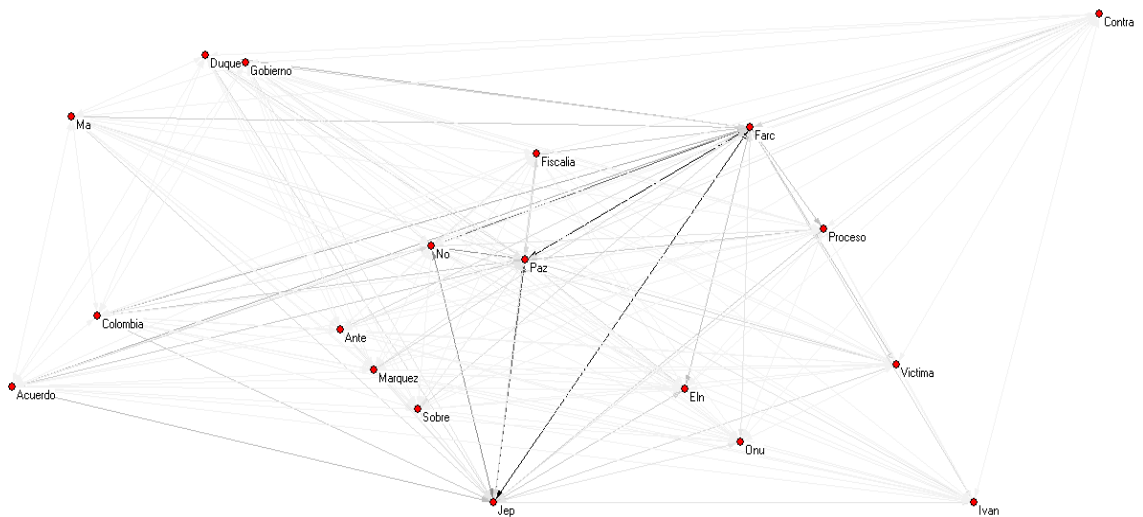 Contra
Duque
Gobierno
Ma
Farc
Fiscalia
Proceso
No
Paz
Colombia
Ante
Marquez
Victima
Acuerdo
Eln
Sobre
Onu
Jep
Ivan